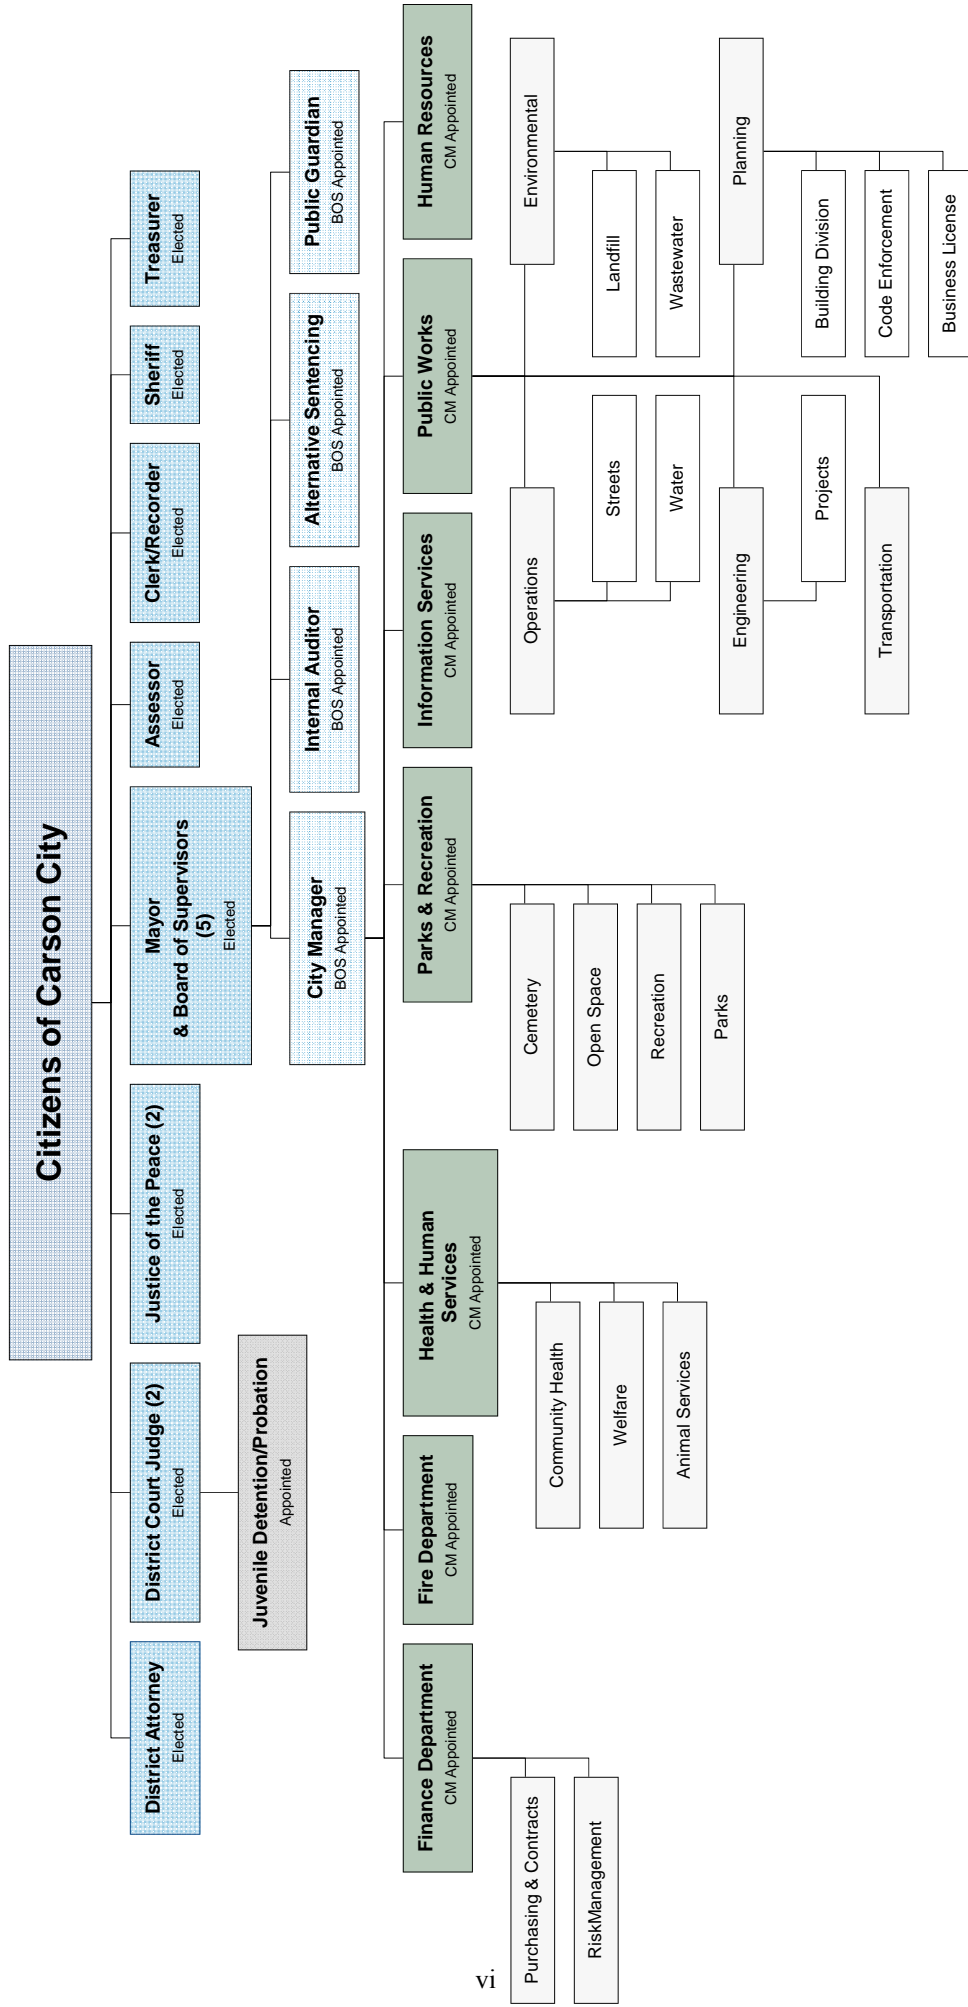 Citizens of Carson City
District Attorney
Elected
District Court Judge (2)
Elected
Justice of the Peace (2)
Elected
Mayor
& Board of Supervisors
(5)
Elected
Assessor
Elected
Clerk/Recorder
Elected
Sheriff
Elected
Treasurer
Elected
Juvenile Detention/Probation
Appointed
City Manager
BOS Appointed
Internal Auditor
BOS Appointed
Alternative Sentencing
BOS Appointed
Public Guardian
BOS Appointed
Finance Department
CM Appointed
Fire Department
CM Appointed
Health & Human
Services
CM Appointed
Parks & Recreation
CM Appointed
Information Services
CM Appointed
Public Works
CM Appointed
Human Resources
CM Appointed
Purchasing & Contracts
RiskManagement
Community Health
Welfare
Animal Services
Cemetery
Open Space
Recreation
Parks
Operations
Streets
Water
Engineering
Projects
Transportation
Environmental
Landfill
Wastewater
Planning
Building Division
Code Enforcement
Business License
vi